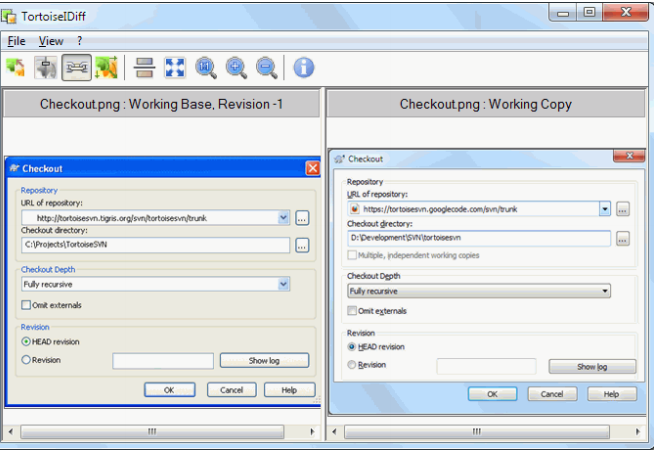 TortoiseIDiff
File View ?
Checkout.png : Working Base, Revision -1
Checkout
Repository
URL of repository:
http://tortoisesvn.tigris.org/svn/tortoisesvn/trunk
...
Checkout directory:
C:\Projects\TortoiseSVN
...
Checkout Depth
Fully recursive
Omit externals
Revision
HEAD revision
Revision
Show log
OK Cancel Help
Checkout.png : Working Copy
Checkout
Repository
URL of repository:
https://tortoisesvn.googlecode.com/svn/trunk
...
Checkout directory:
D:\Development\SVN\tortoisesvn
...
Multiple, independent working copies
Checkout Depth
Fully recursive
Omit externals
Revision
HEAD revision
Revision
Show log
OK Cancel Help